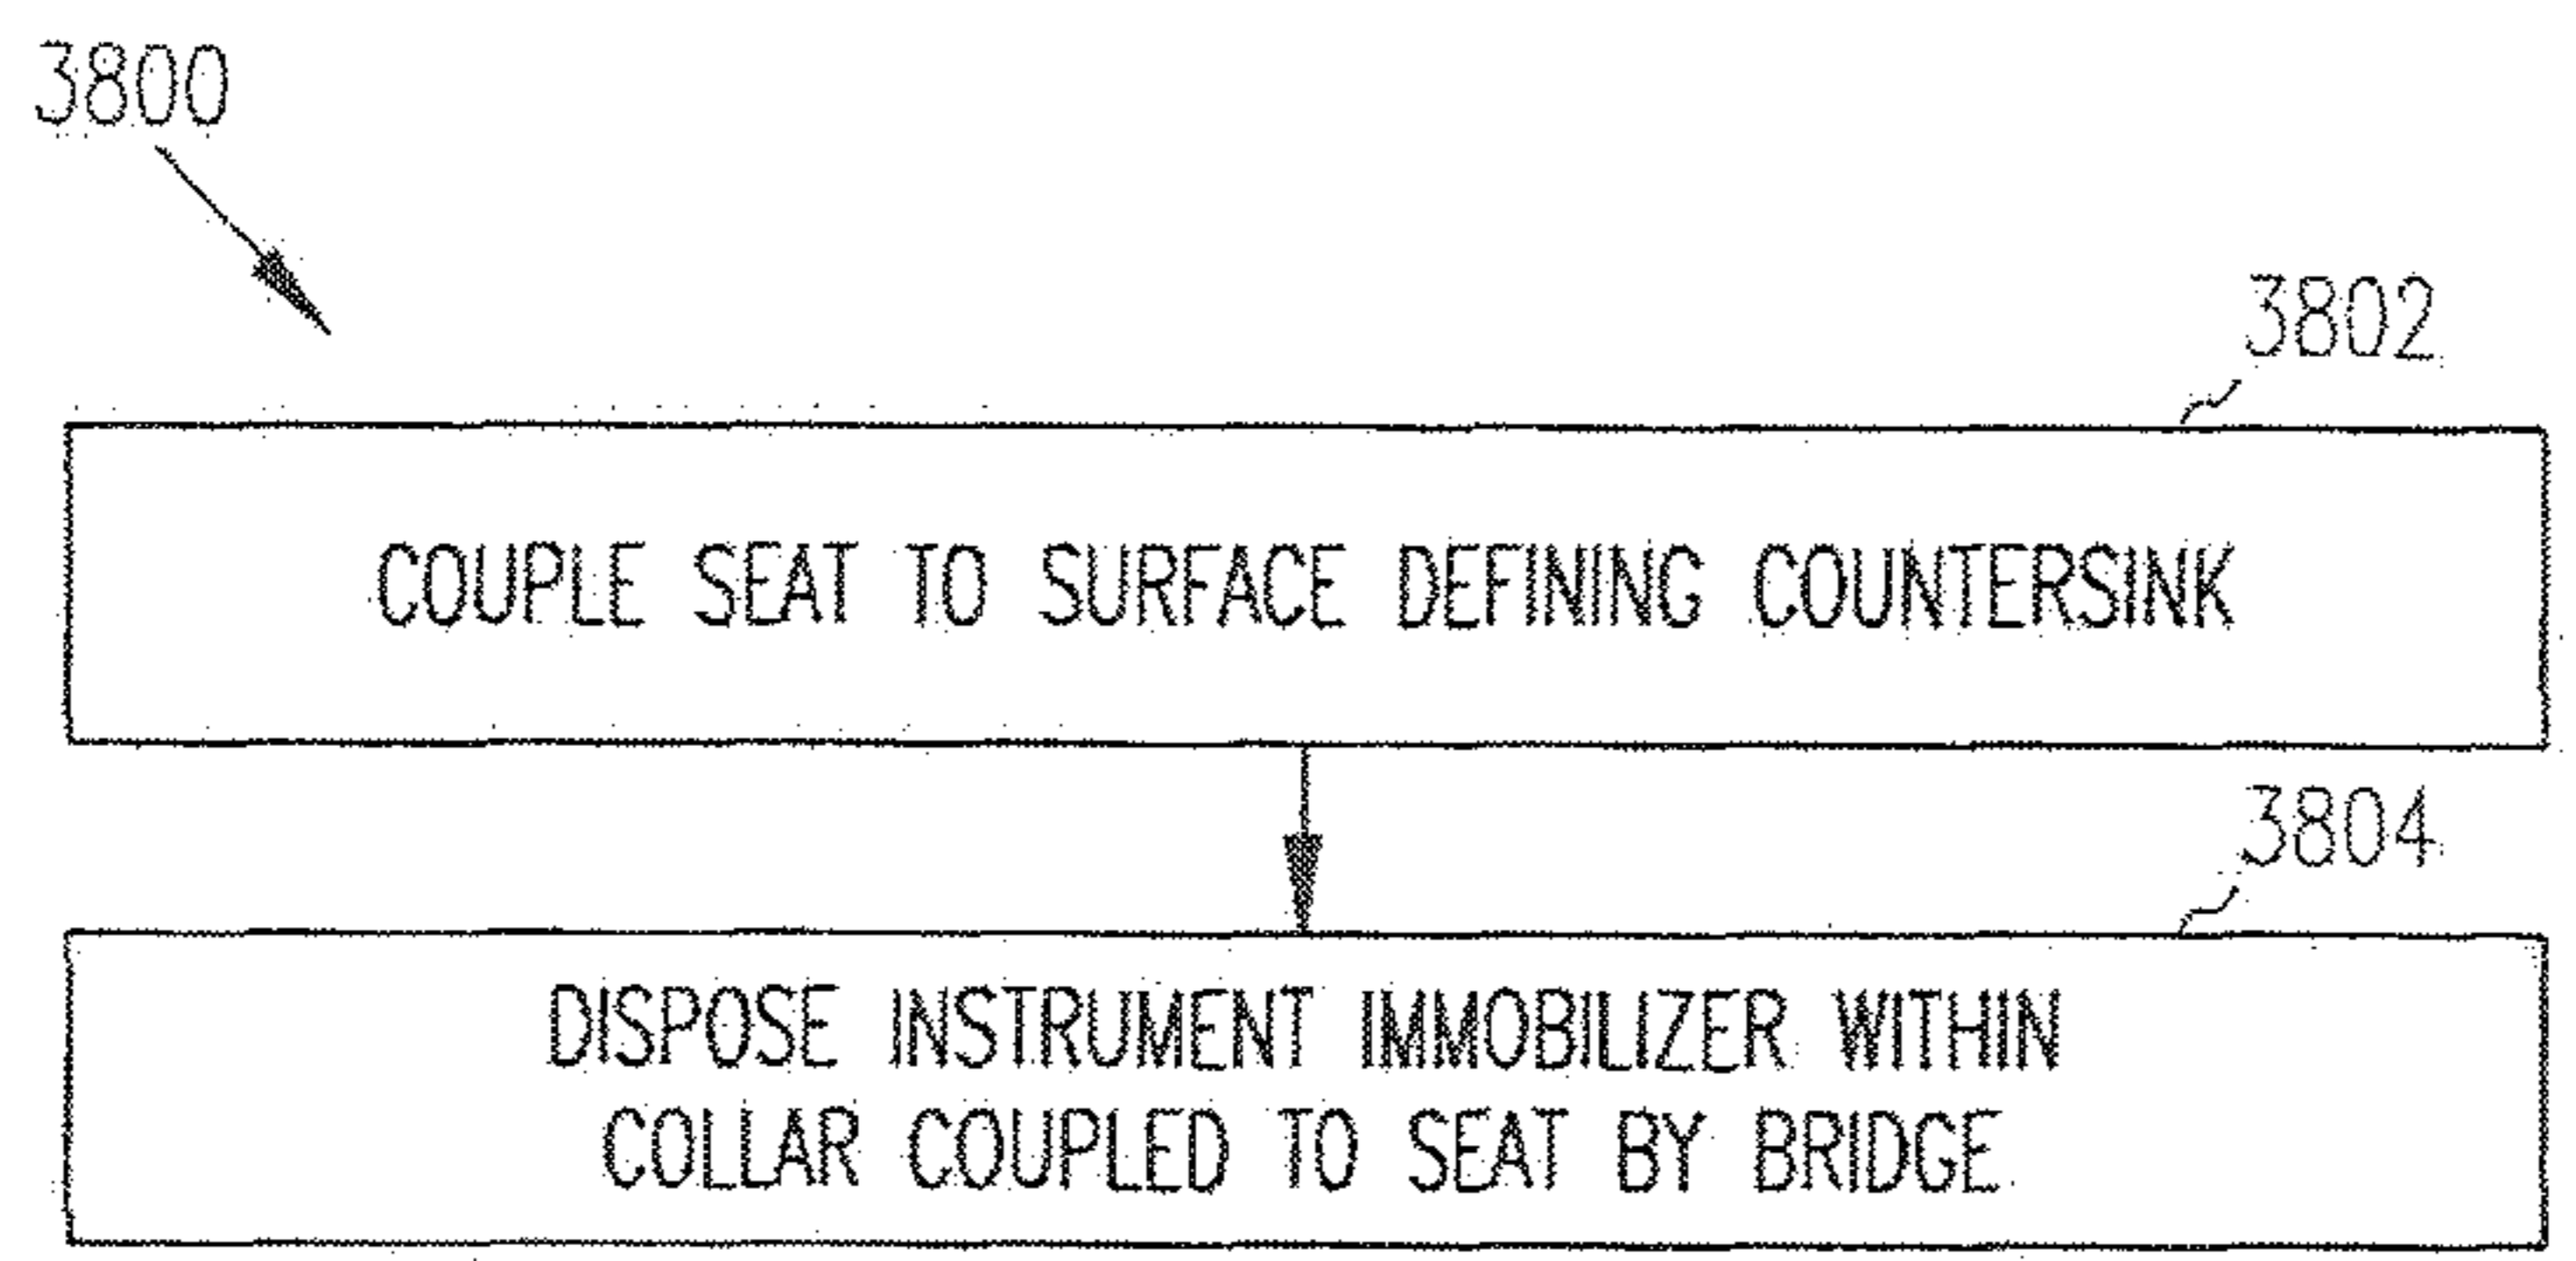 3800
3802
COUPLE SEAT TO SURFACE DEFINING COUNTERSINK
3804
DISPOSE INSTRUMENT IMMOBILIZER WITHIN
COLLAR COUPLED TO SEAT BY BRIDGE